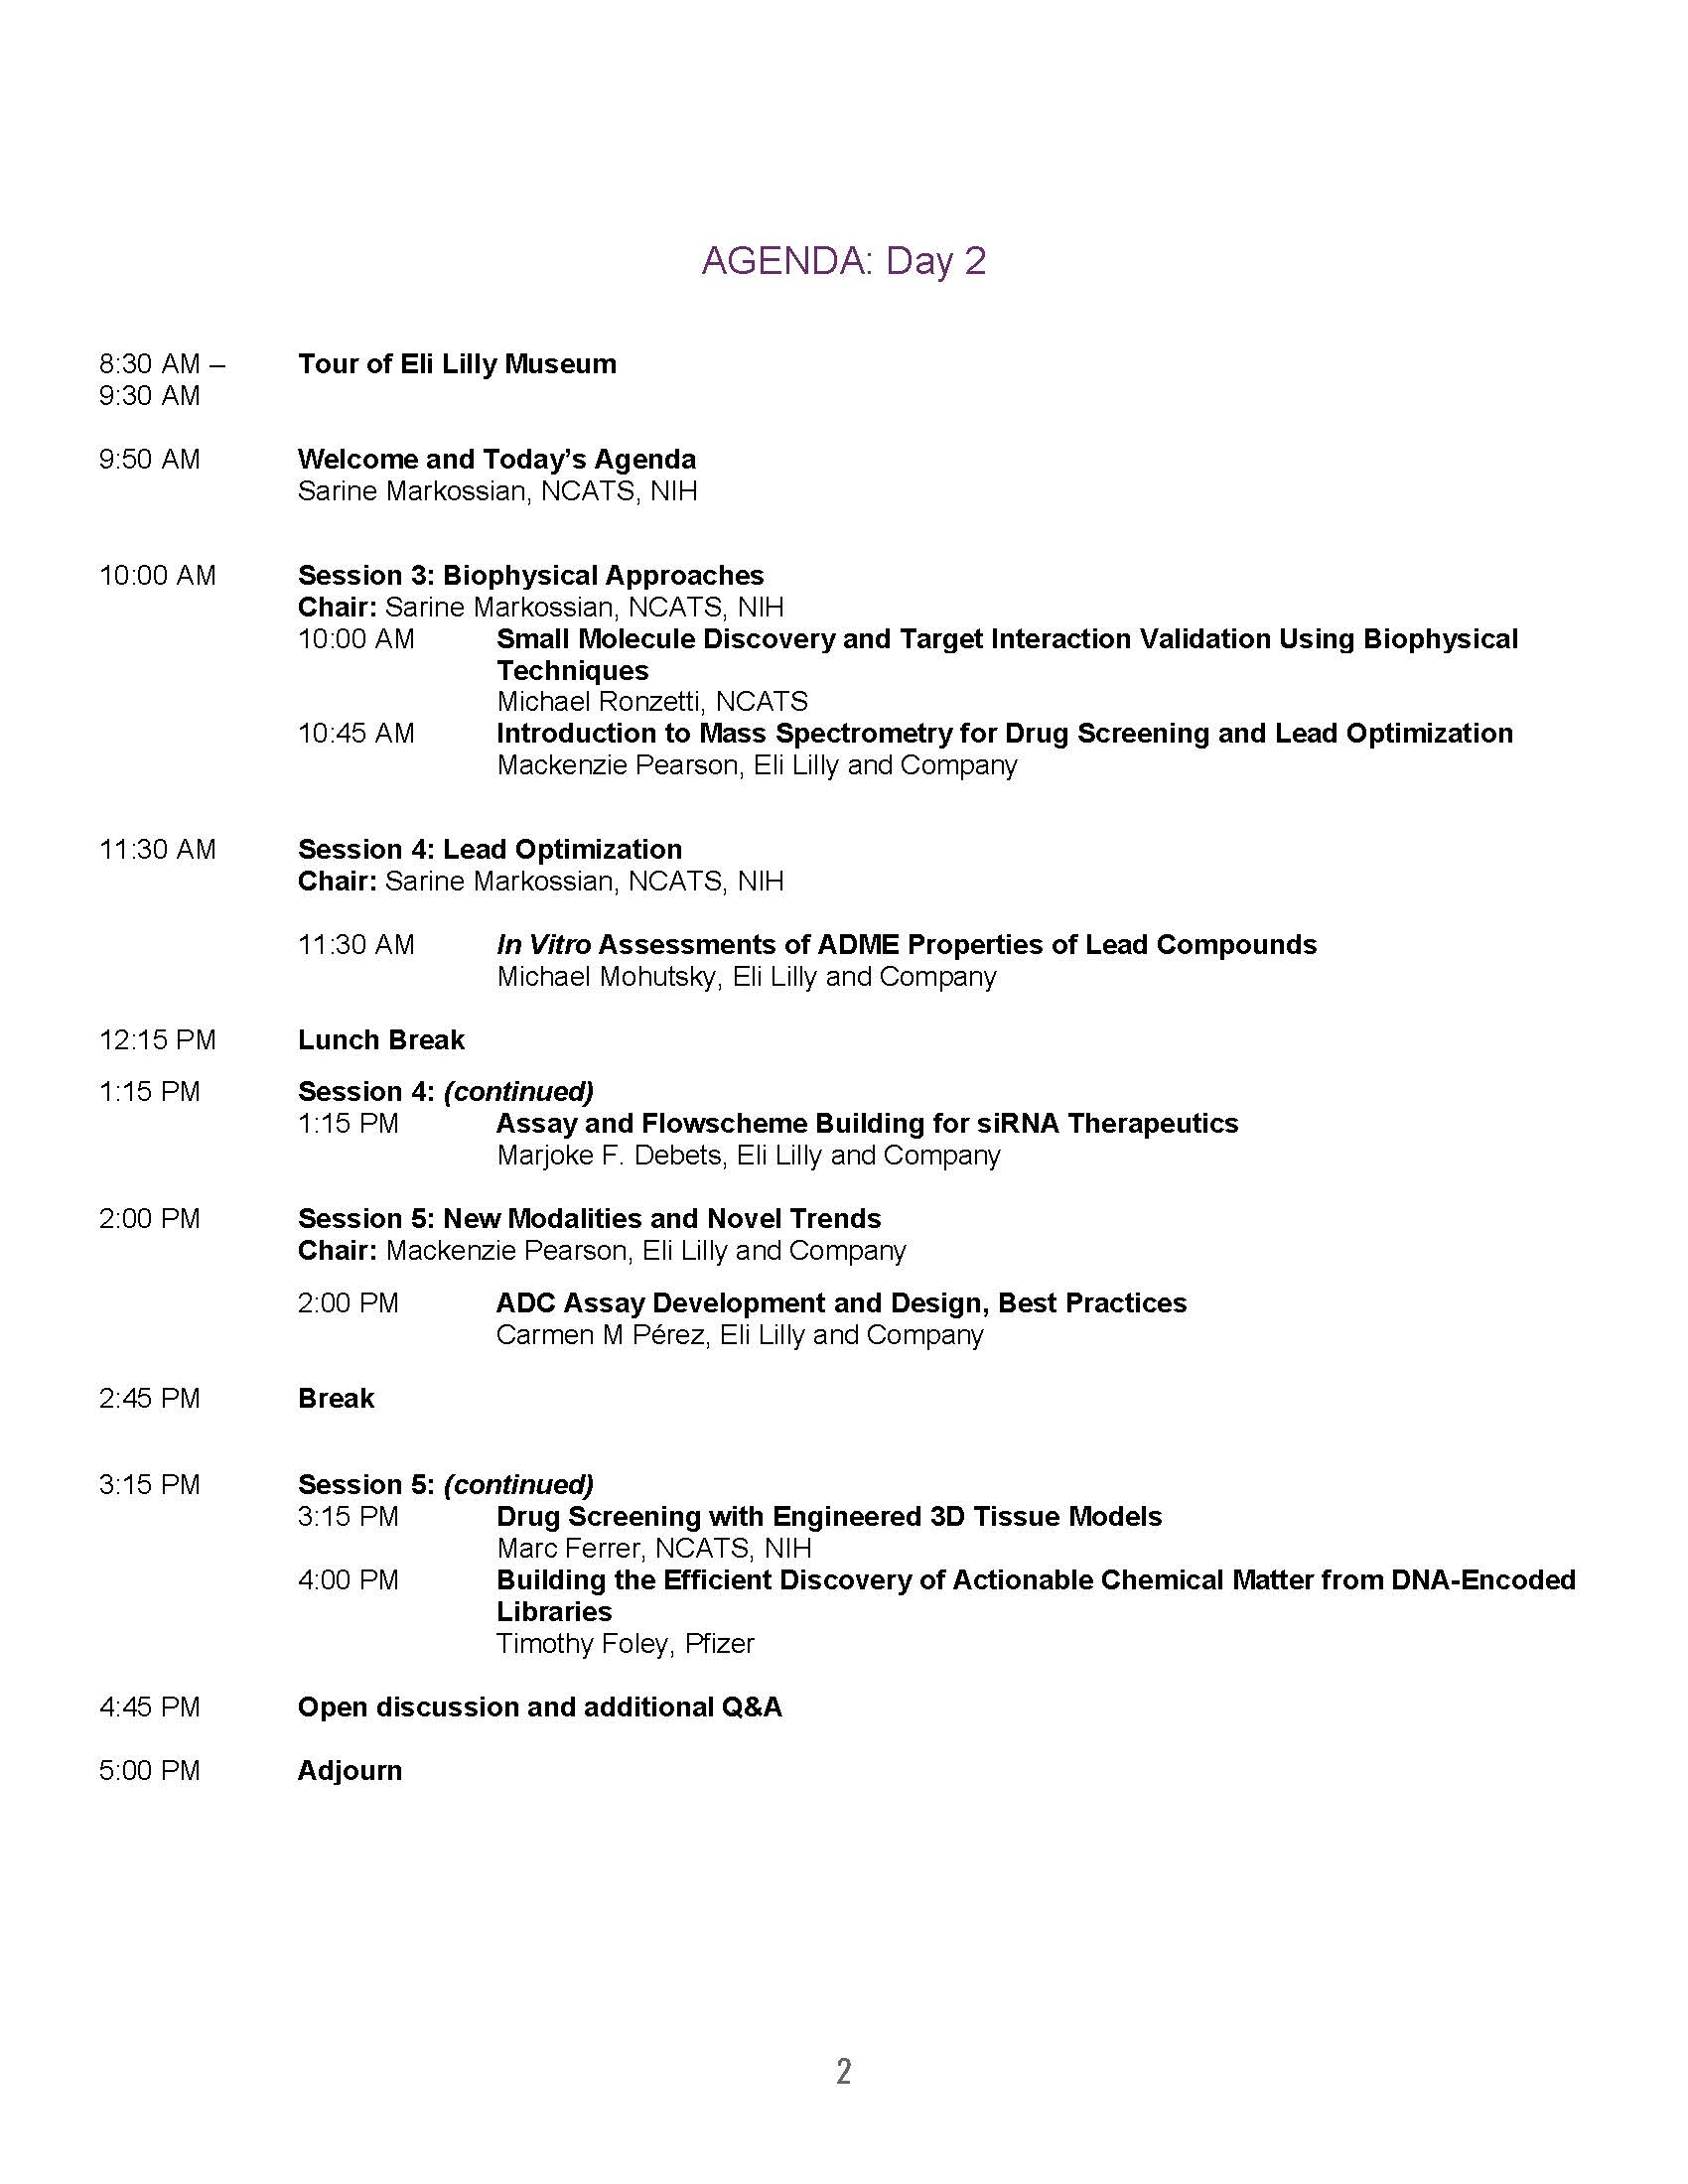 AGENDA: Day 2
8:30 AM – Tour of Eli Lilly Museum
9:30 AM
9:50 AM Welcome and Today’s Agenda
Sarine Markossian, NCATS, NIH
10:00 AM Session 3: Biophysical Approaches
Chair: Sarine Markossian, NCATS, NIH
10:00 AM Small Molecule Discovery and Target Interaction Validation Using Biophysical
Techniques
Michael Ronzetti, NCATS
10:45 AM Introduction to Mass Spectrometry for Drug Screening and Lead Optimization
Mackenzie Pearson, Eli Lilly and Company
11:30 AM Session 4: Lead Optimization
Chair: Sarine Markossian, NCATS, NIH
11:30 AM In Vitro Assessments of ADME Properties of Lead Compounds
Michael Mohutsky, Eli Lilly and Company
12:15 PM Lunch Break
1:15 PM Session 4: (continued)
1:15 PM Assay and Flowscheme Building for siRNA Therapeutics
Marjoke F. Debets, Eli Lilly and Company
2:00 PM Session 5: New Modalities and Novel Trends
Chair: Mackenzie Pearson, Eli Lilly and Company
2:00 PM ADC Assay Development and Design, Best Practices
Carmen M Pérez, Eli Lilly and Company
2:45 PM Break
3:15 PM Session 5: (continued)
3:15 PM Drug Screening with Engineered 3D Tissue Models
Marc Ferrer, NCATS, NIH
4:00 PM Building the Efficient Discovery of Actionable Chemical Matter from DNA-Encoded
Libraries
Timothy Foley, Pfizer
4:45 PM Open discussion and additional Q&A
5:00 PM Adjourn
2